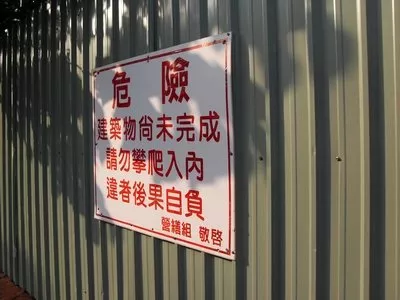 危 險
建築物尚未完成
請勿攀爬入內
違者後果自負
營繕組 敬啓